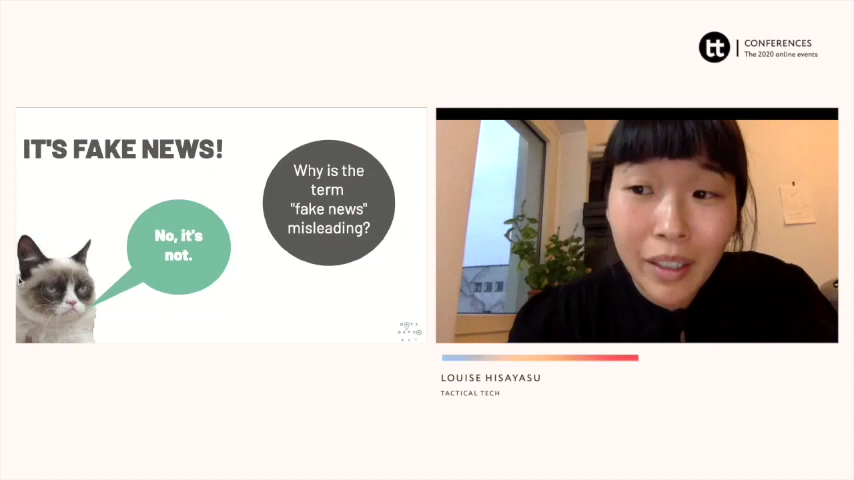 tt
CONFERENCES
The 2020 online events
IT'S FAKE NEWS!
Why is the
term
"fake news"
misleading?
No, it's
not.
LOUISE HISAYASU
TACTICAL TECH